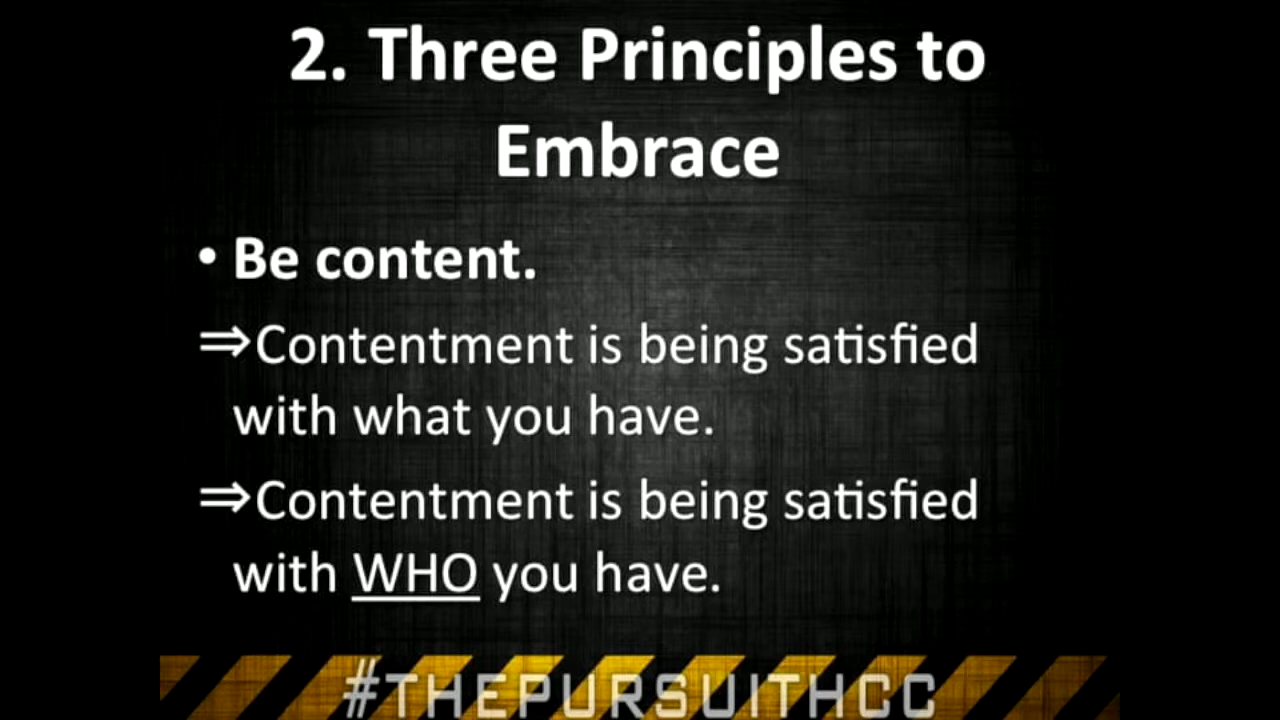 2. Three Principles to
Embrace
• Be content.
⇒Contentment is being satisfied
with what you have.
⇒Contentment is being satisfied
with WHO you have.
#THEPURSUITHCC